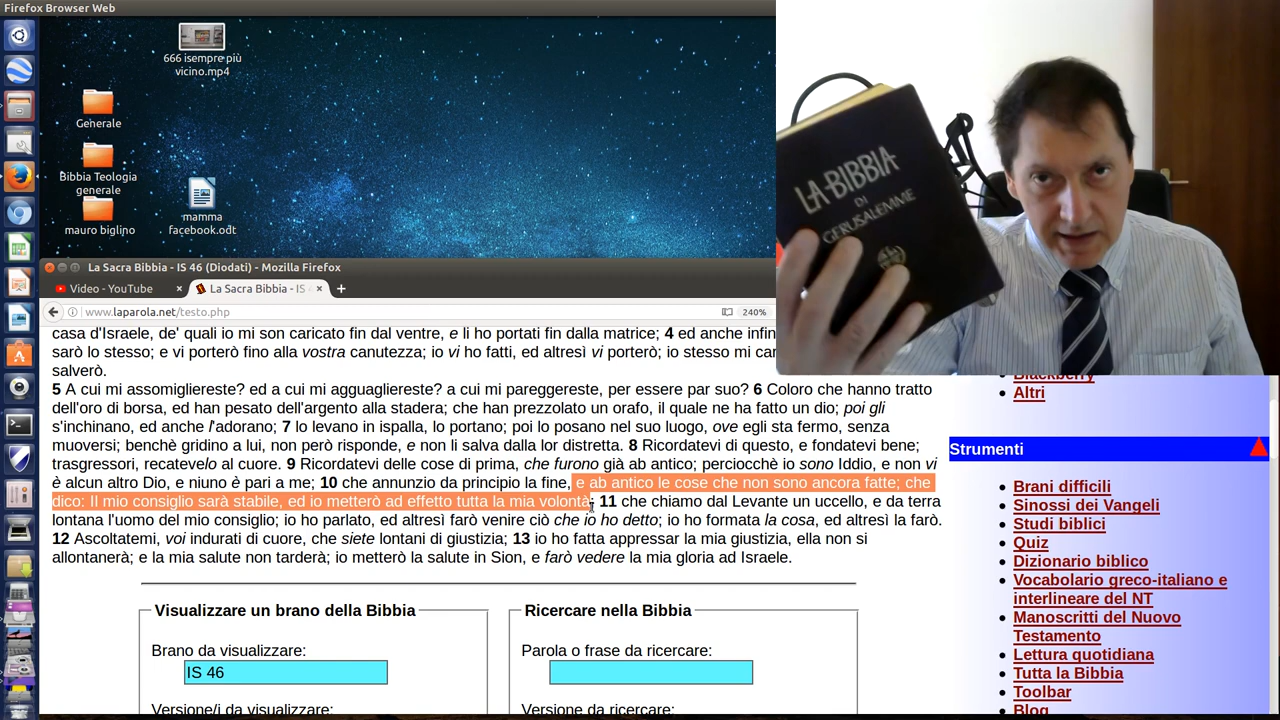 Firefox Browser Web
666 isempre più
vicino.mp4
Generale
Bibbia Teologia
generale
mamma
facebook.odt
mauro biglino
LA BIBBIA
DI
GERUSALEMME
La Sacra Bibbia - IS 46 (Diodati) - Mozilla Firefox
Video - YouTube
La Sacra Bibbia - IS
www.laparola.net/testo.php
240%
casa d'Israele, de' quali io mi son caricato fin dal ventre, e li ho portati fin dalla matrice; 4 ed anche infin
sarò lo stesso; e vi porterò fino alla vostra canutezza; io vi ho fatti, ed altresì vi porterò; io stesso mi car
salverò.
5 A cui mi assomigliereste? ed a cui mi agguagliereste? a cui mi pareggereste, per essere par suo? 6 Coloro che hanno tratto
dell'oro di borsa, ed han pesato dell'argento alla stadera; che han prezzolato un orafo, il quale ne ha fatto un dio; poi gli
s'inchinano, ed anche l'adorano; 7 lo levano in ispalla, lo portano; poi lo posano nel suo luogo, ove egli sta fermo, senza
muoversi; benchè gridino a lui, non però risponde, e non li salva dalla lor distretta. 8 Ricordatevi di questo, e fondatevi bene;
trasgressori, recatevelo al cuore. 9 Ricordatevi delle cose di prima, che furono già ab antico; perciocchè io sono Iddio, e non vi
è alcun altro Dio, e niuno è pari a me; 10 che annunzio da principio la fine, e ab antico le cose che non sono ancora fatte; che
dico: Il mio consiglio sarà stabile, ed io metterò ad effetto tutta la mia volontà; 11 che chiamo dal Levante un uccello, e da terra
lontana l'uomo del mio consiglio; io ho parlato, ed altresì farò venire ciò che io ho detto; io ho formata la cosa, ed altresì la farò.
12 Ascoltatemi, voi indurati di cuore, che siete lontani di giustizia; 13 io ho fatta appressar la mia giustizia, ella non si
allontanerà; e la mia salute non tarderà; io metterò la salute in Sion, e farò vedere la mia gloria ad Israele.
Visualizzare un brano della Bibbia
Brano da visualizzare:
IS 46
Versione/i da visualizzare:
Ricercare nella Bibbia
Parola o frase da ricercare:
Versione da ricercare:
Blackberry
Altri
Strumenti
Brani difficili
Sinossi dei Vangeli
Studi biblici
Quiz
Dizionario biblico
Vocabolario greco-italiano e
interlineare del NT
Manoscritti del Nuovo
Testamento
Lettura quotidiana
Tutta la Bibbia
Toolbar
Blog